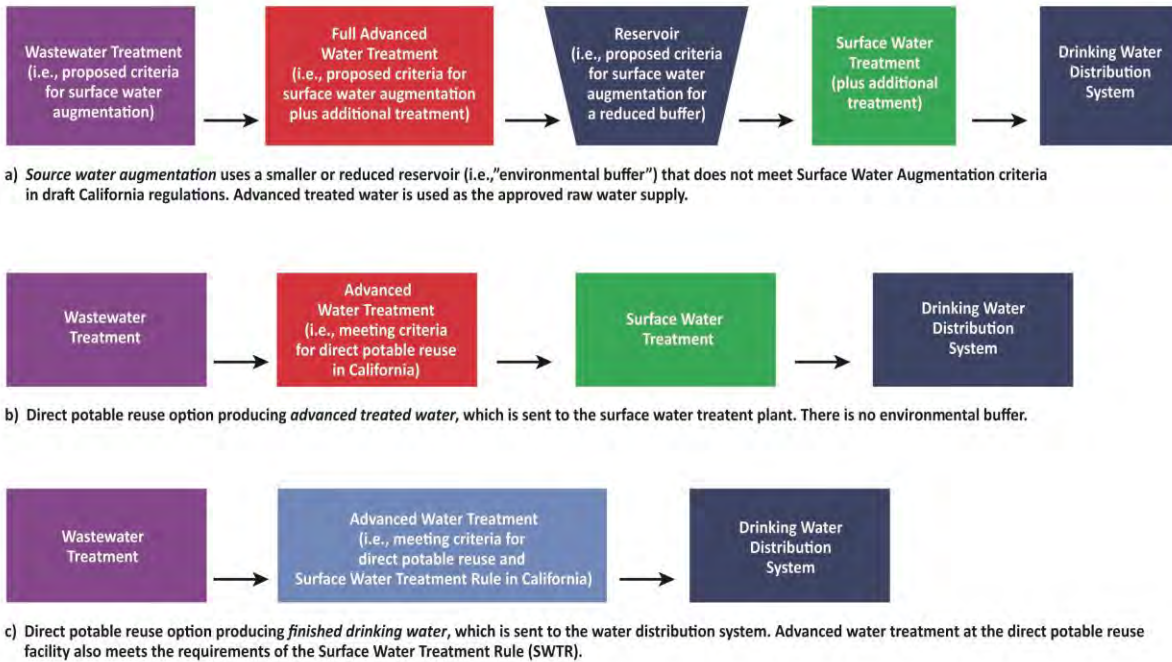 Wastewater Treatment
(i.e., proposed criteria
for surface water
augmentation)
Full Advanced
Water Treatment
(i.e., proposed criteria for
surface water augmentation
plus additional treatment)
Reservoir
(i.e., proposed criteria
for surface water
augmentation for
a reduced buffer)
Surface Water
Treatment
(plus additional
treatment)
Drinking Water
Distribution
System
a) Source water augmentation uses a smaller or reduced reservoir (i.e.,"environmental buffer") that does not meet Surface Water Augmentation criteria
in draft California regulations. Advanced treated water is used as the approved raw water supply.
Wastewater
Treatment
Advanced
Water Treatment
(i.e., meeting criteria
for direct potable reuse
in California)
Surface Water
Treatment
Drinking Water
Distribution
System
b) Direct potable reuse option producing advanced treated water, which is sent to the surface water treatent plant. There is no environmental buffer.
Wastewater
Treatment
Advanced Water Treatment
(i.e., meeting criteria for
direct potable reuse and
Surface Water Treatment Rule in California)
Drinking Water
Distribution
System
c) Direct potable reuse option producing finished drinking water, which is sent to the water distribution system. Advanced water treatment at the direct potable reuse
facility also meets the requirements of the Surface Water Treatment Rule (SWTR).